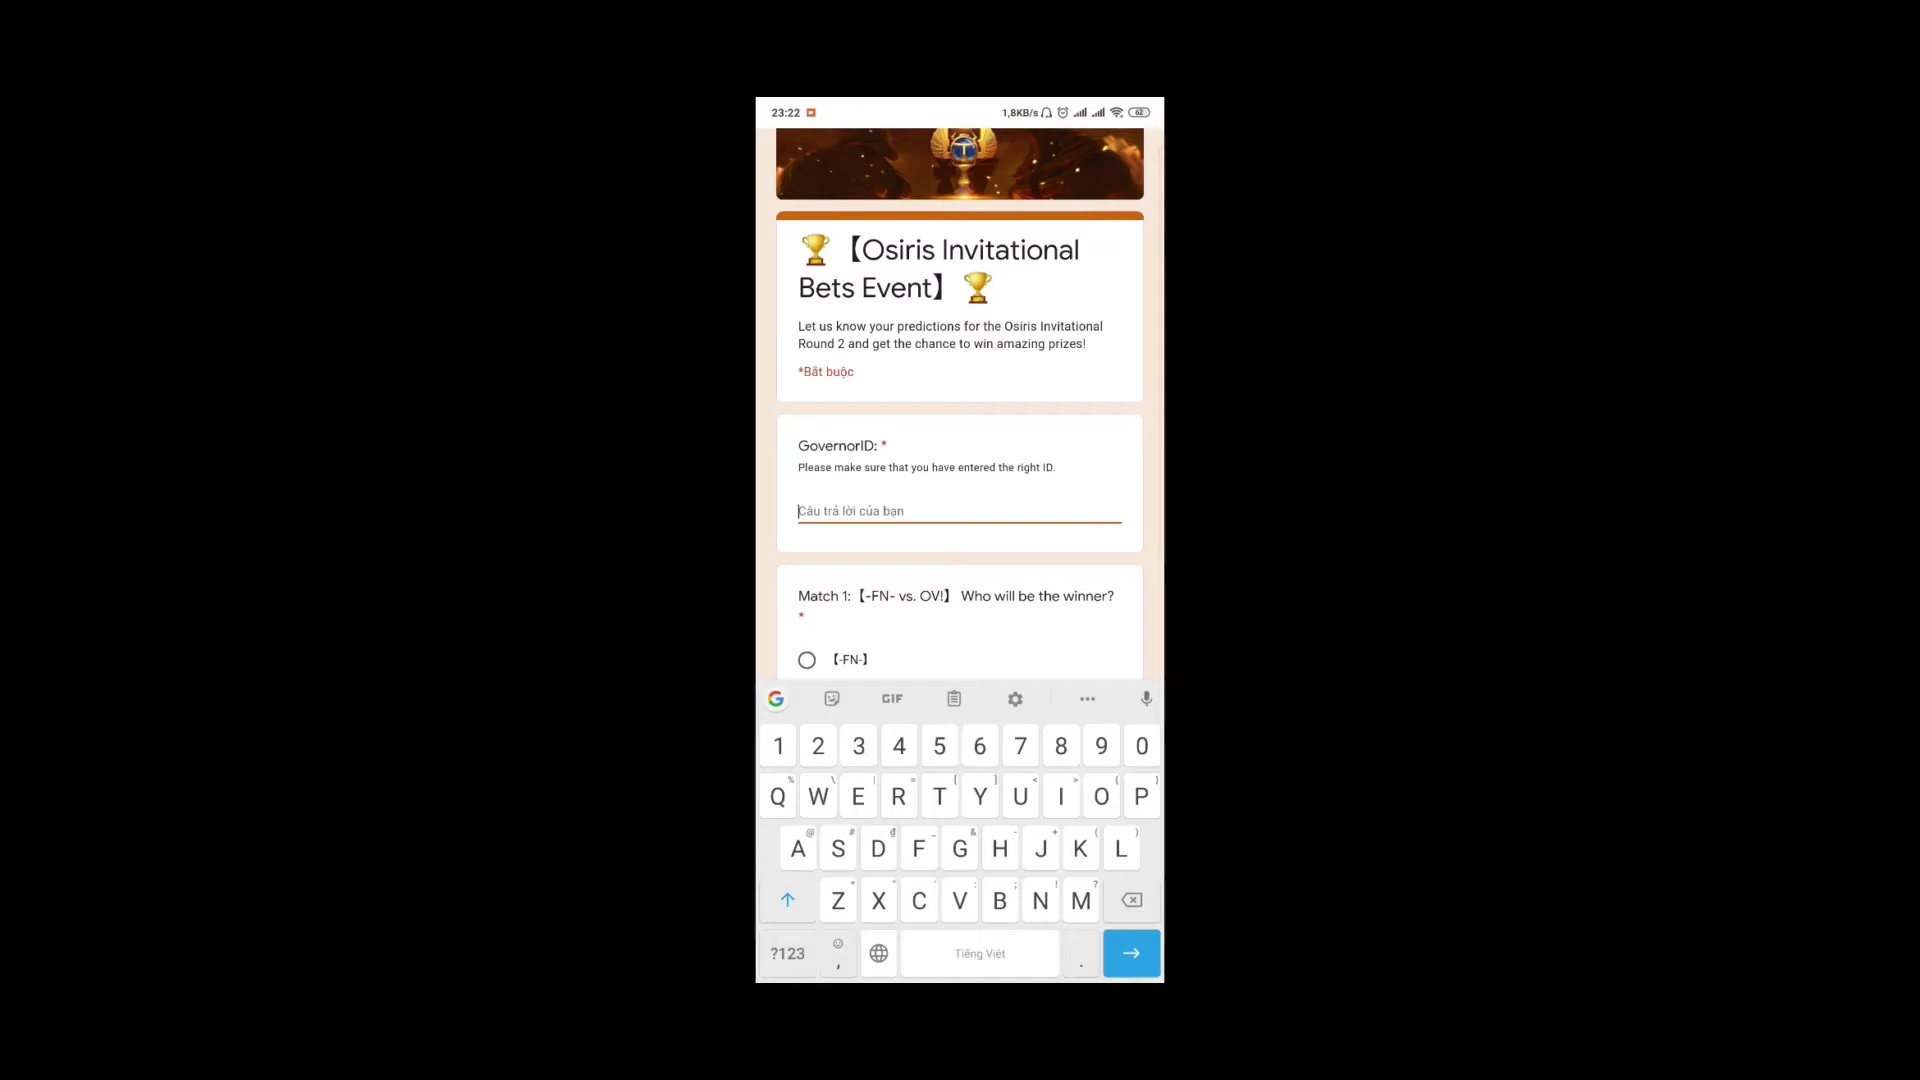 23:22 1,8KB/s 62
🏆【Osiris Invitational
Bets Event】🏆
Let us know your predictions for the Osiris Invitational
Round 2 and get the chance to win amazing prizes!
*Bắt buộc
GovernorID: *
Please make sure that you have entered the right ID.
Câu trả lời của bạn
Match 1:【-FN- vs. OV!】 Who will be the winner?
*
【-FN-】
G GIF
1 2 3 4 5 6 7 8 9 0
% \ | = [ ] < > { }
Q W E R T Y U I O P
@ # ₫ _ & - + ( )
A S D F G H J K L
* " ' : ; ! ?
Z X C V B N M
?123 , Tiếng Việt .